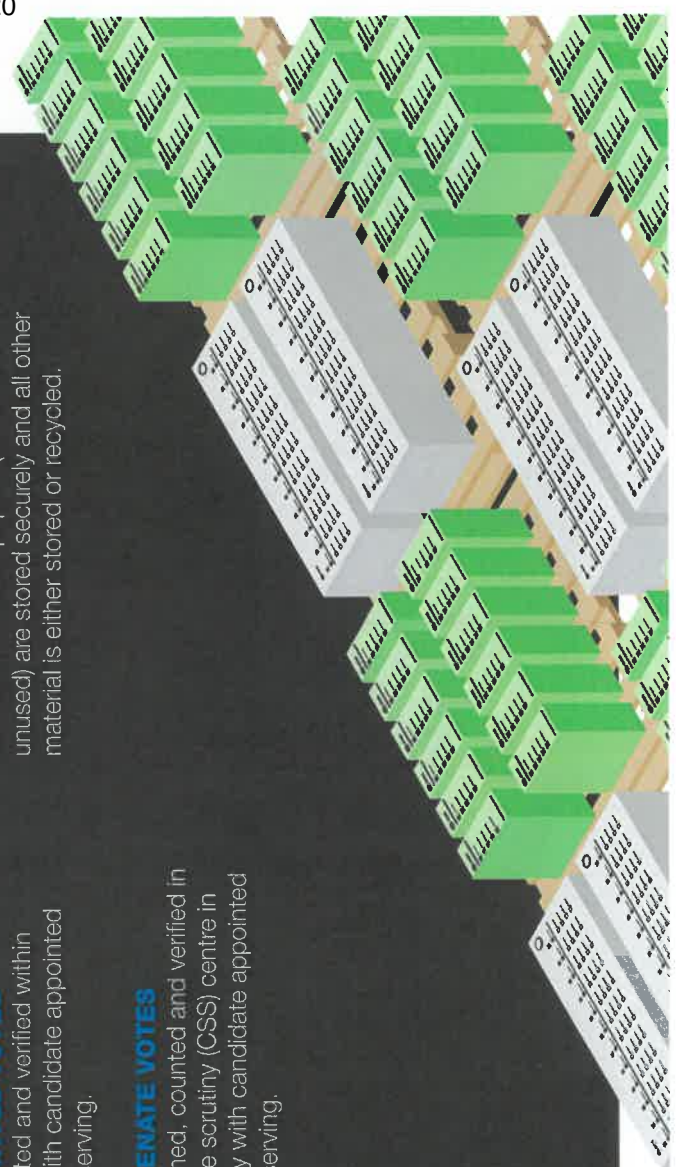 ted and verified within
ith candidate appointed
erving.
ENATE VOTES
ned, counted and verified in
e scrutiny (CSS) centre in
y with candidate appointed
erving.
unused) are stored securely and all other
material is either stored or recycled.